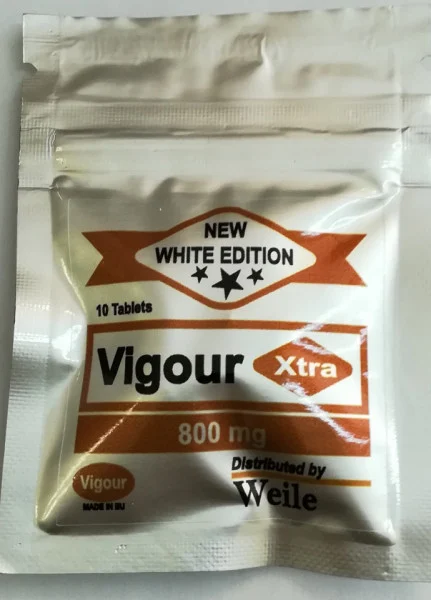 NEW
WHITE EDITION
10 Tablets
Vigour Xtra
800 mg
Distributed by
Weile
Vigour
MADE IN EU